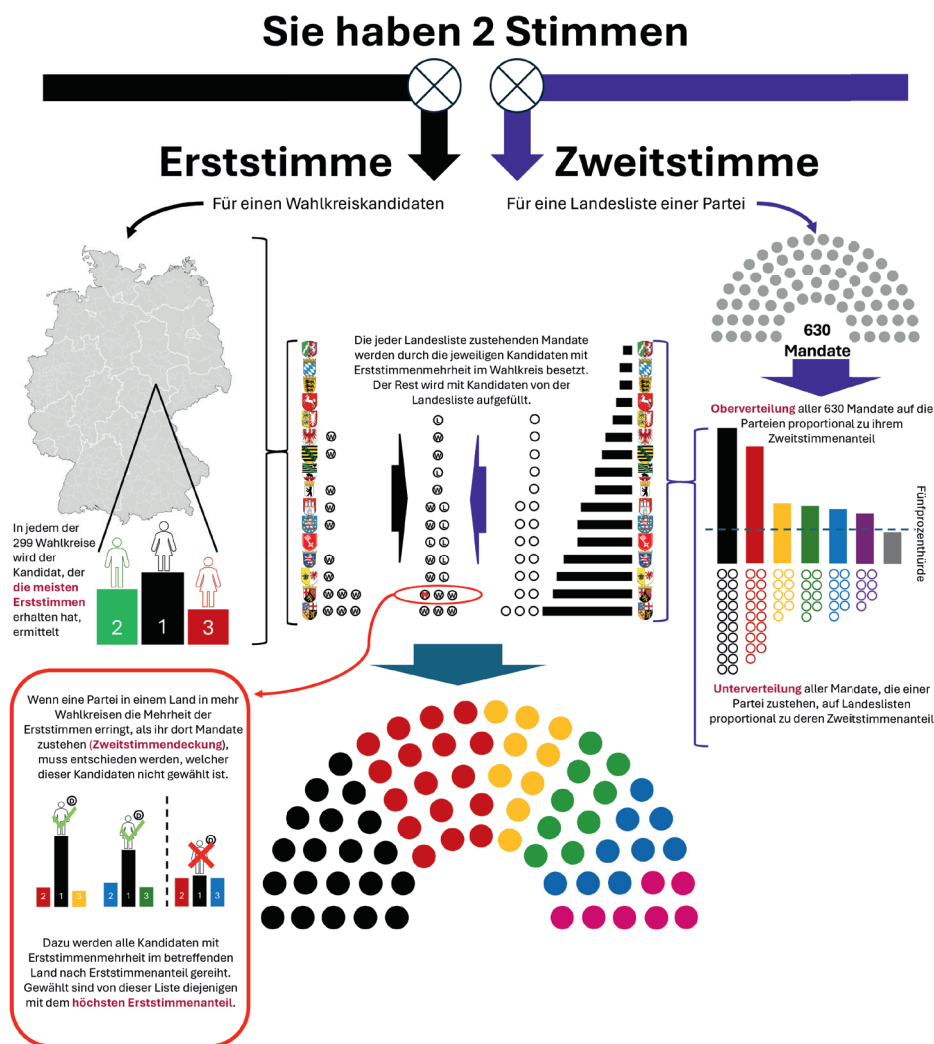 Sie haben 2 Stimmen
Erststimme
Zweitstimme
Für einen Wahlkreiskandidaten
Für eine Landesliste einer Partei
630
Mandate
Die jeder Landesliste zustehenden Mandate
werden durch die jeweiligen Kandidaten mit
Erststimmenmehrheit im Wahlkreis besetzt.
Der Rest wird mit Kandidaten von der
Landesliste aufgefüllt.
Oberverteilung aller 630 Mandate auf die
Parteien proportional zu ihrem
Zweitstimmenanteil
Fünfprozenthürde
In jedem der
299 Wahlkreise
wird der
Kandidat, der
die meisten
Erststimmen
erhalten hat,
ermittelt
2 1 3
L
W W
W
W L
L
W W
W W L
W W L
W L L
W W L
W L
W W W W W
W W W W W W
Unterverteilung aller Mandate, die einer
Partei zustehen, auf Landeslisten
proportional zu deren Zweitstimmenanteil
Wenn eine Partei in einem Land in mehr
Wahlkreisen die Mehrheit der
Erststimmen erringt, als ihr dort Mandate
zustehen (Zweitstimmendeckung),
muss entschieden werden, welcher
dieser Kandidaten nicht gewählt ist.
D D D
2 1 3 2 1 3 2 1 3
Dazu werden alle Kandidaten mit
Erststimmenmehrheit im betreffenden
Land nach Erststimmenanteil gereiht.
Gewählt sind von dieser Liste diejenigen
mit dem höchsten Erststimmenanteil.